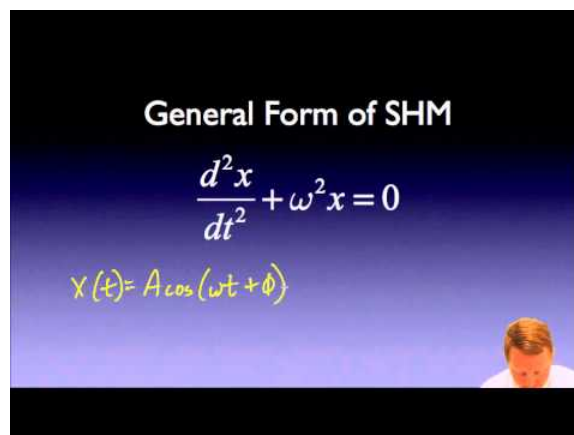 General Form of SHM
d²x/dt² + ω²x = 0
x(t) = A cos(ωt + φ)